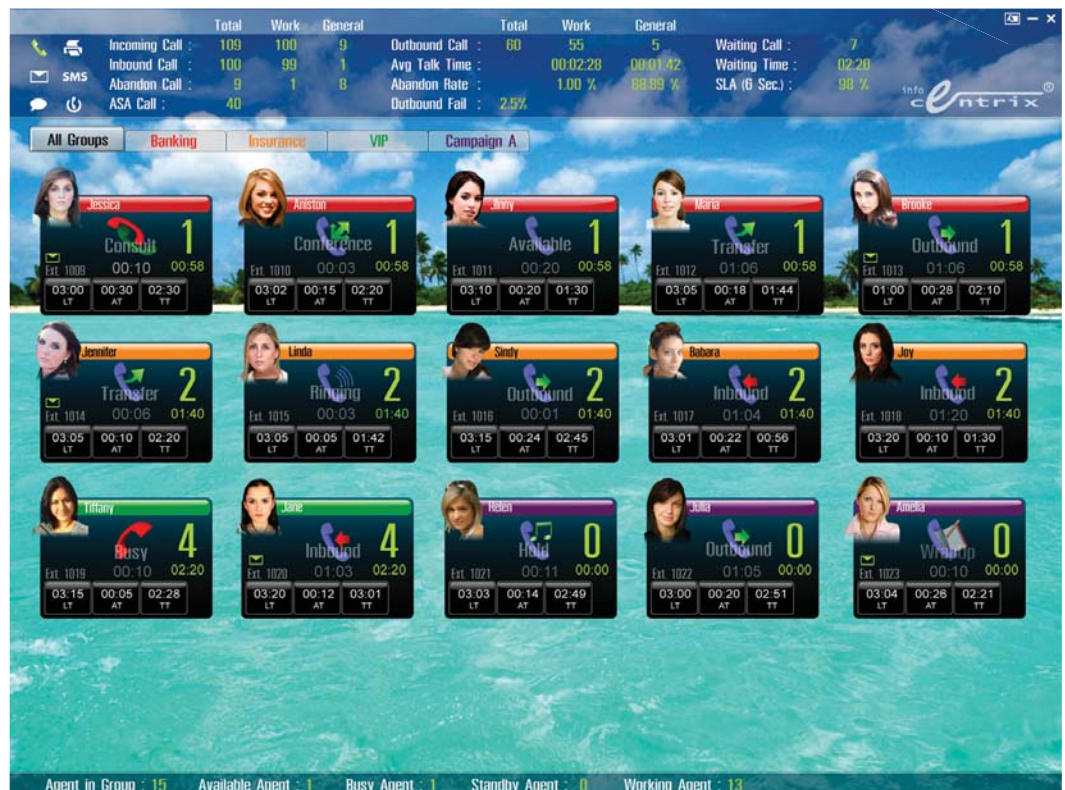 Total Work General Total Work General
Incoming Call : 109 100 9 Outbound Call : 60 55 5 Waiting Call : 7
Inbound Call : 100 99 1 Avg Talk Time : 00:02:28 00:01:42 Waiting Time : 02:20
SMS Abandon Call : 9 1 8 Abandon Rate : 1.00 % 88.89 % SLA (6 Sec.) : 98 %
ASA Call : 40 Outbound Fail : 2.5%
info centrix ®
All Groups Banking Insurance VIP Campaign A
Jessica Aniston Jinny Maria Brooke
Consult 1 Conference 1 Available 1 Transfer 1 Outbound 1
Ext. 1009 00:10 00:58 Ext. 1010 00:03 00:58 Ext. 1011 00:20 00:58 Ext. 1012 01:06 00:58 Ext. 1013 01:06 00:58
03:00 00:30 02:30 03:02 00:15 02:20 03:10 00:20 01:30 03:05 00:18 01:44 01:00 00:28 02:10
LT AT TT LT AT TT LT AT TT LT AT TT LT AT TT
Jennifer Linda Sindy Babara Joy
Transfer 2 Ringing 2 Outbound 2 Inbound 2 Inbound 2
Ext. 1014 00:06 01:40 Ext. 1015 00:03 01:40 Ext. 1016 00:01 01:40 Ext. 1017 01:04 01:40 Ext. 1018 01:20 01:40
03:05 00:10 02:20 03:05 00:05 01:42 03:15 00:24 02:45 03:01 00:22 00:56 03:20 00:10 01:30
LT AT TT LT AT TT LT AT TT LT AT TT LT AT TT
Tiffany Jane Helen Julia Amelia
Busy 4 Inbound 4 Hold 0 Outbound 0 WrapUp 0
Ext. 1019 00:10 02:20 Ext. 1020 01:03 02:20 Ext. 1021 00:11 00:00 Ext. 1022 01:05 00:00 Ext. 1023 00:10 00:00
03:15 00:05 02:28 03:20 00:12 03:01 03:03 00:14 02:49 03:00 00:20 02:51 03:04 00:26 02:21
LT AT TT LT AT TT LT AT TT LT AT TT LT AT TT
Agent in Group : 15 Available Agent : 1 Busy Agent : 1 Standby Agent : 0 Working Agent : 13